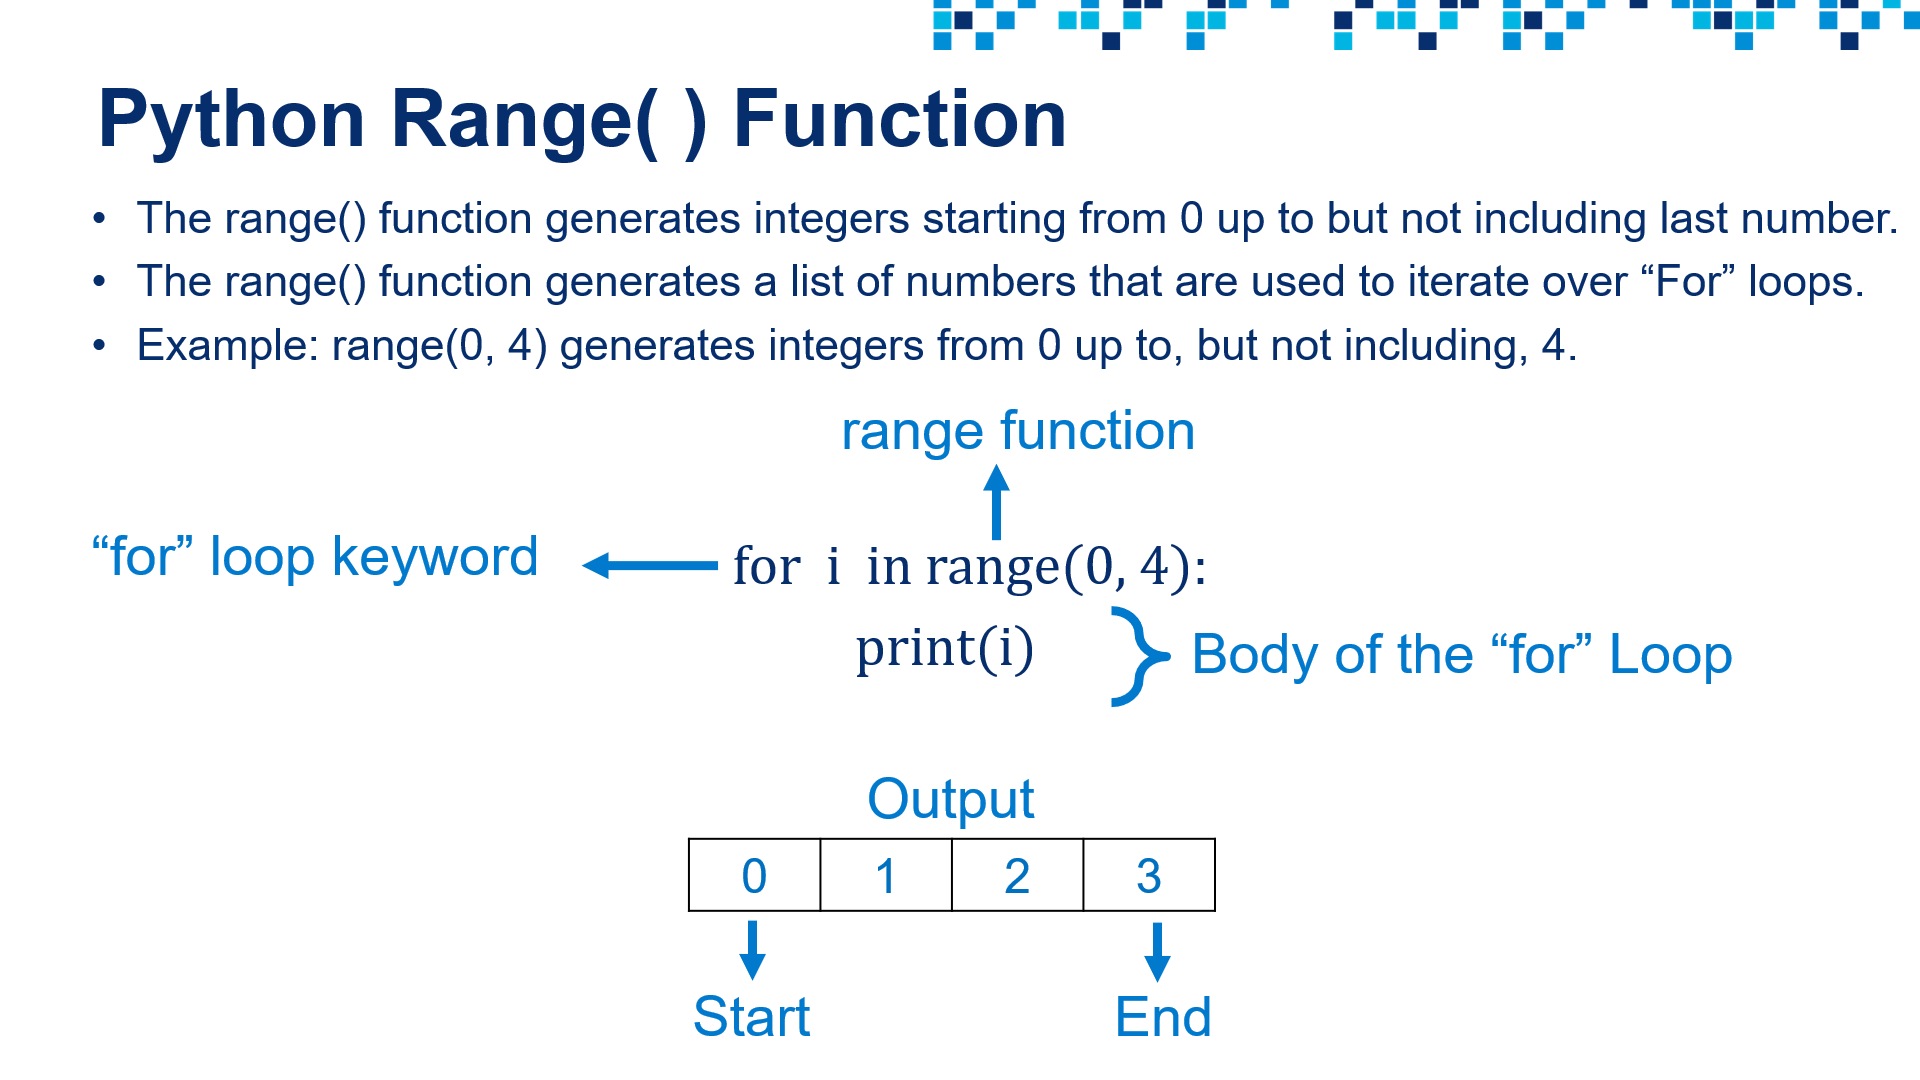 Python Range( ) Function
• The range() function generates integers starting from 0 up to but not including last number.
• The range() function generates a list of numbers that are used to iterate over “For” loops.
• Example: range(0, 4) generates integers from 0 up to, but not including, 4.
range function
“for” loop keyword
for i in range(0, 4):
print(i)
Body of the “for” Loop
Output
0 1 2 3
Start End